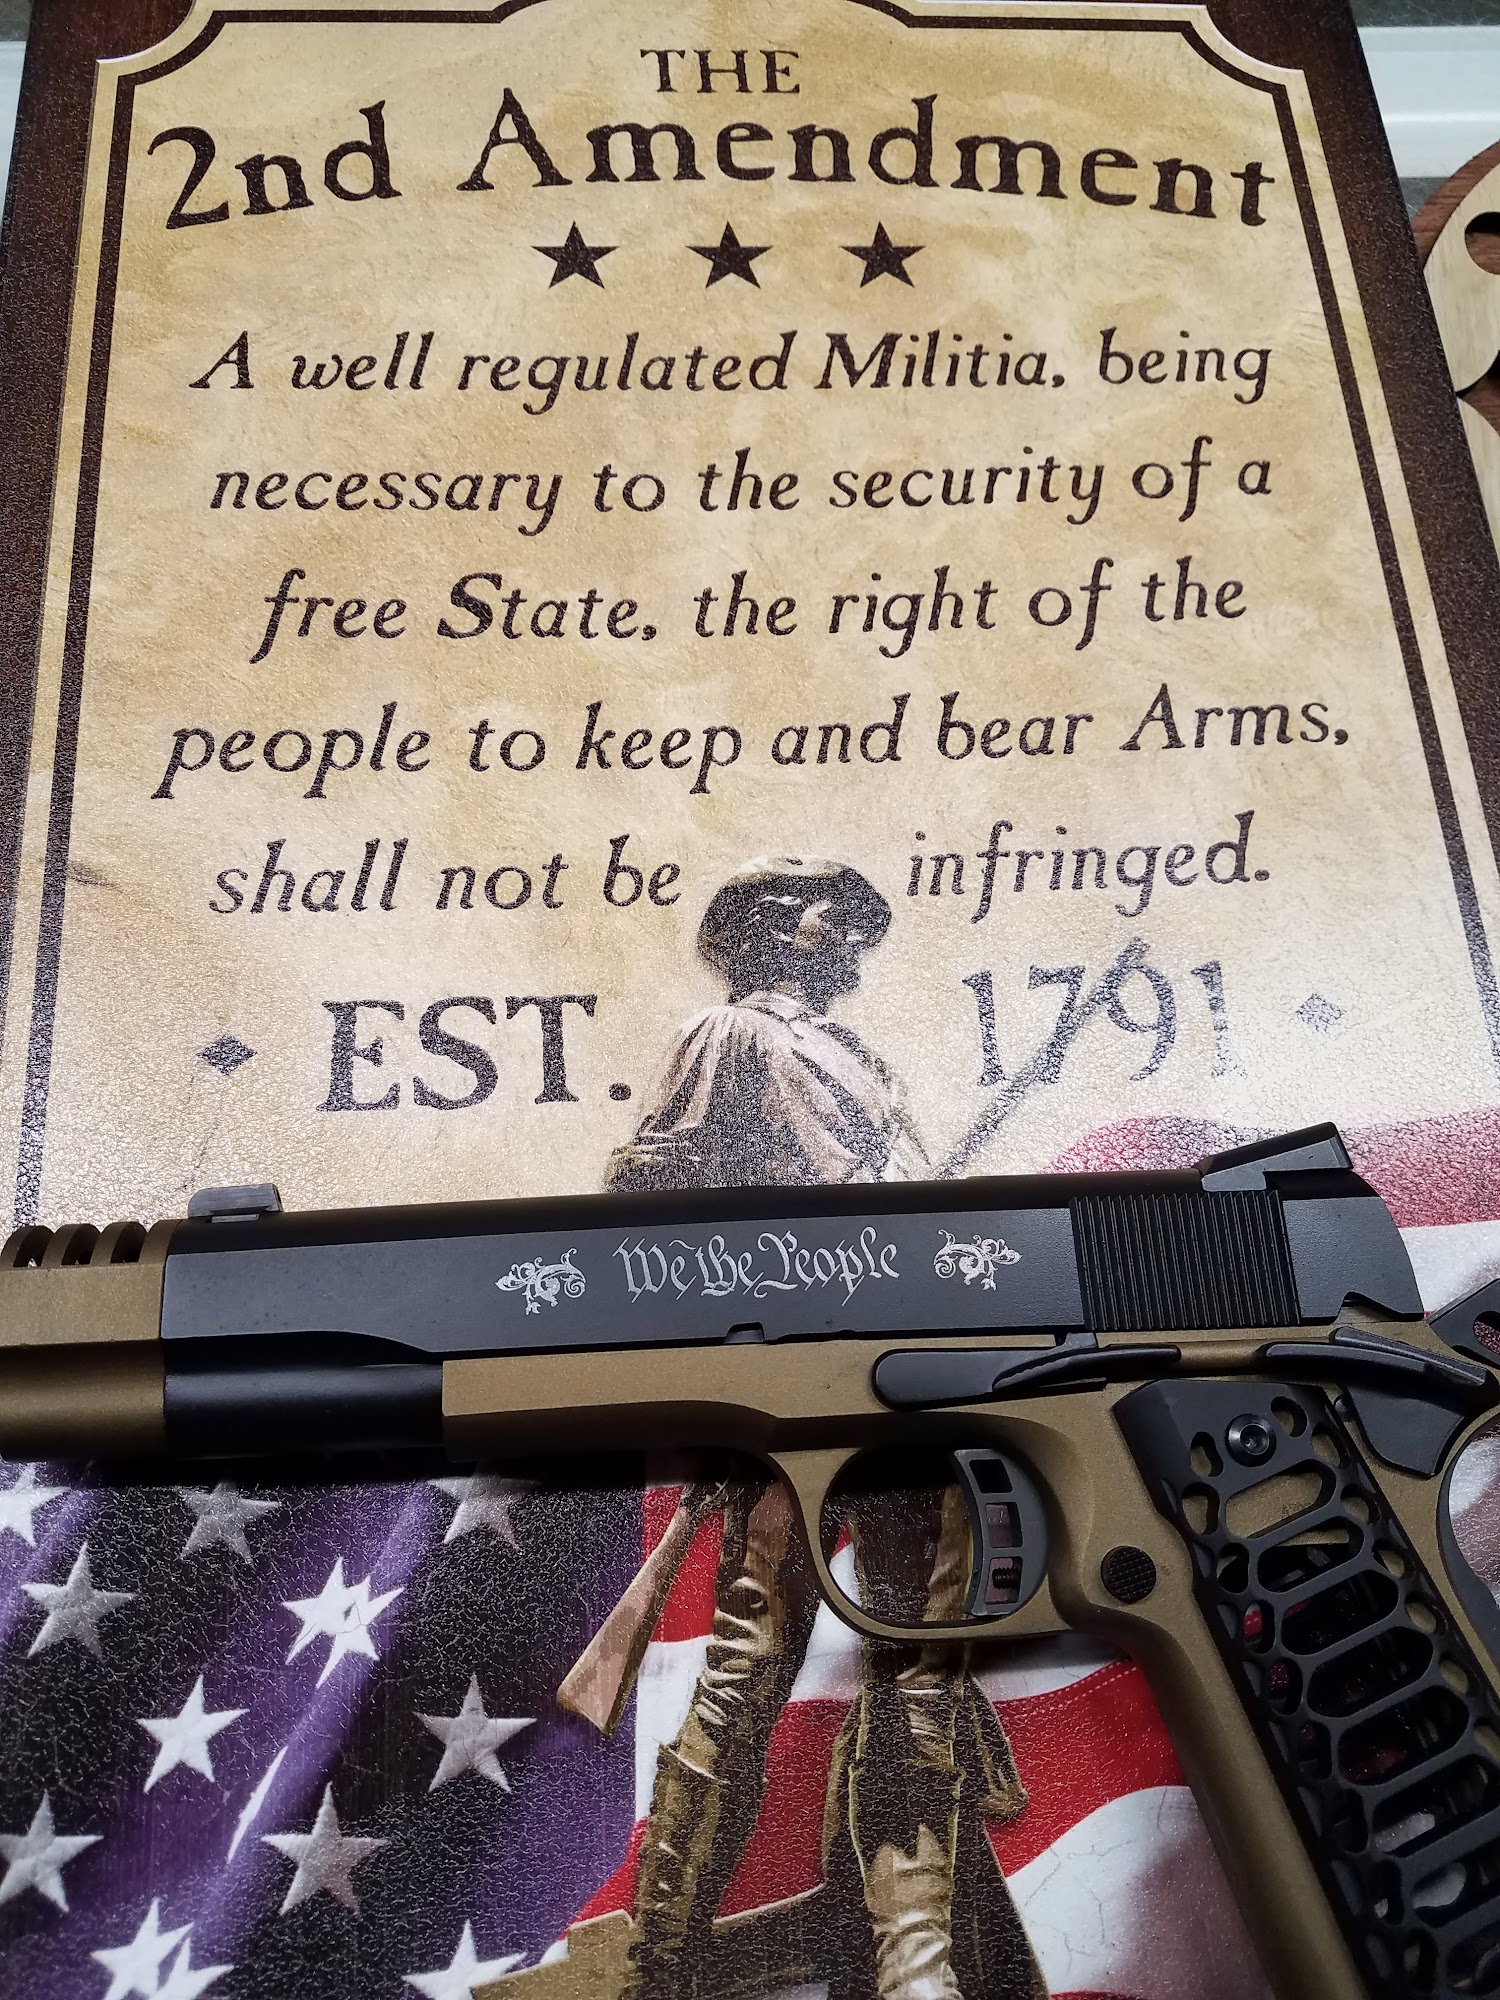 THE
2nd Amendment
A well regulated Militia, being
necessary to the security of a
free State, the right of the
people to keep and bear Arms,
shall not be infringed.
EST. 1791
We the People